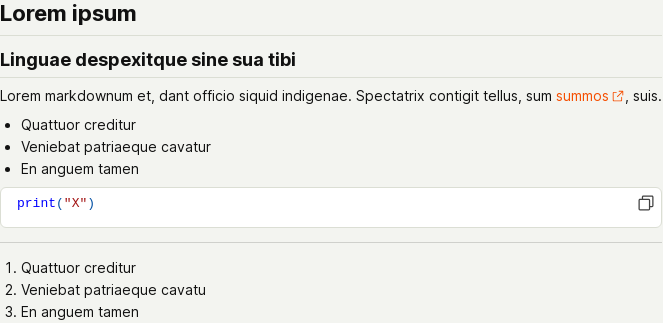 Lorem ipsum
Linguae despexitque sine sua tibi
Lorem markdownum et, dant officio siquid indigenae. Spectatrix contigit tellus, sum summos, suis.
• Quattuor creditur
• Veniebat patriaeque cavatur
• En anguem tamen
print("X")
1. Quattuor creditur
2. Veniebat patriaeque cavatu
3. En anguem tamen